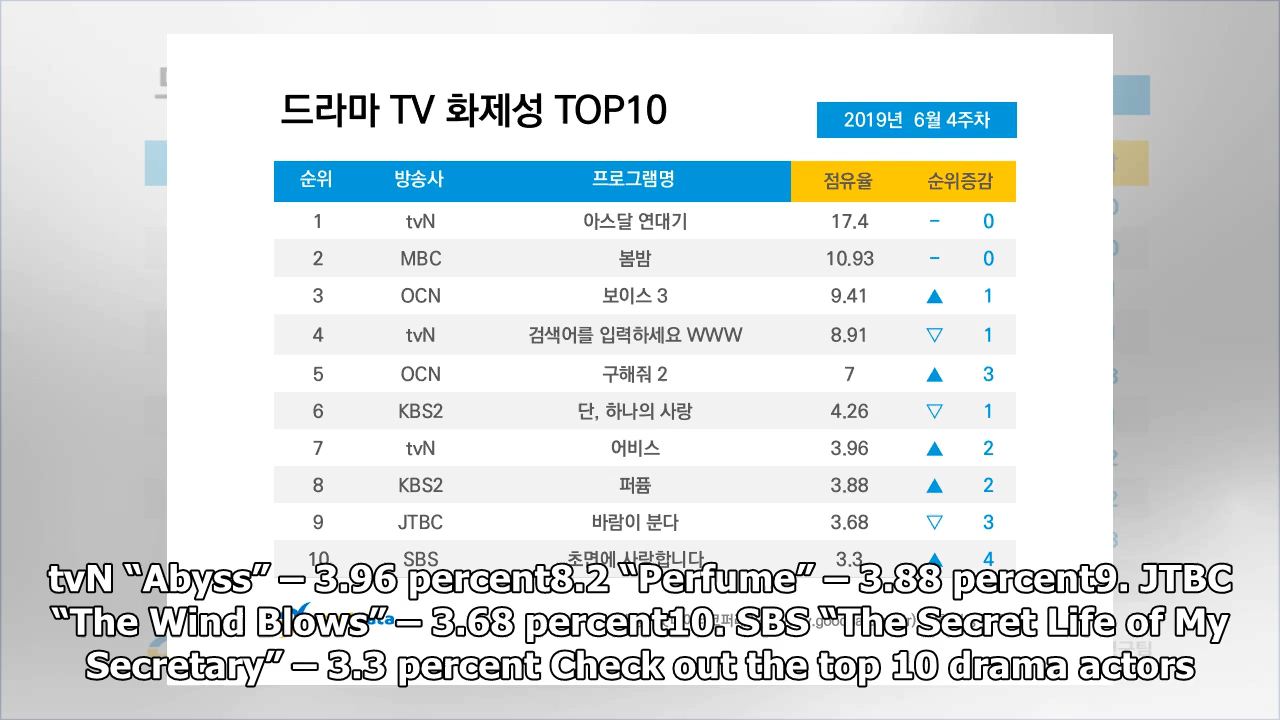 드라마 TV 화제성 TOP10
2019년 6월 4주차
순위 방송사 프로그램명 점유율 순위증감
1 tvN 아스달 연대기 17.4 – 0
2 MBC 봄밤 10.93 – 0
3 OCN 보이스 3 9.41 ▲ 1
4 tvN 검색어를 입력하세요 WWW 8.91 ▽ 1
5 OCN 구해줘 2 7 ▲ 3
6 KBS2 단, 하나의 사랑 4.26 ▽ 1
7 tvN 어비스 3.96 ▲ 2
8 KBS2 퍼퓸 3.88 ▲ 2
9 JTBC 바람이 분다 3.68 ▽ 3
10 SBS 초면에 사랑합니다 3.3 ▲ 4
tvN “Abyss” — 3.96 percent8.2 “Perfume” — 3.88 percent9. JTBC
“The Wind Blows” — 3.68 percent10. SBS “The Secret Life of My
Secretary” — 3.3 percent Check out the top 10 drama actors